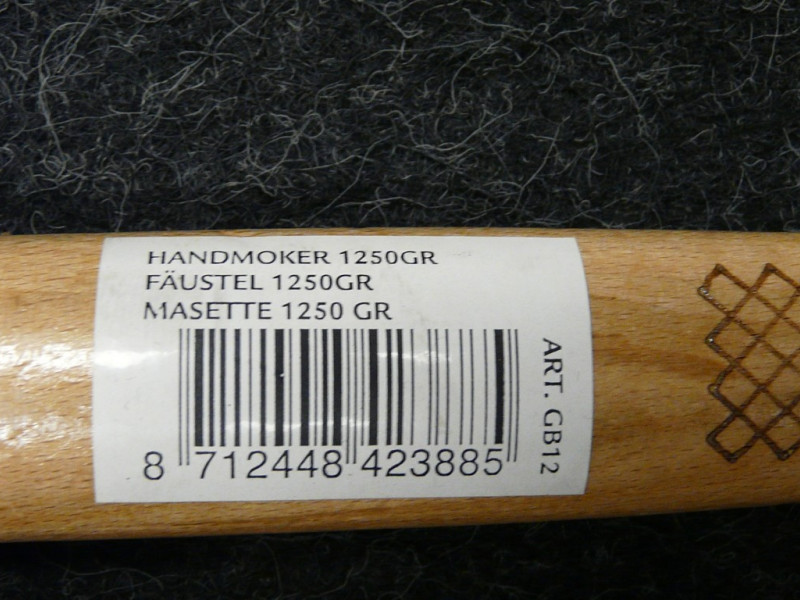 HANDMOKER 1250GR
FÄUSTEL 1250GR
MASETTE 1250 GR
ART. GB12
8 712448 423885